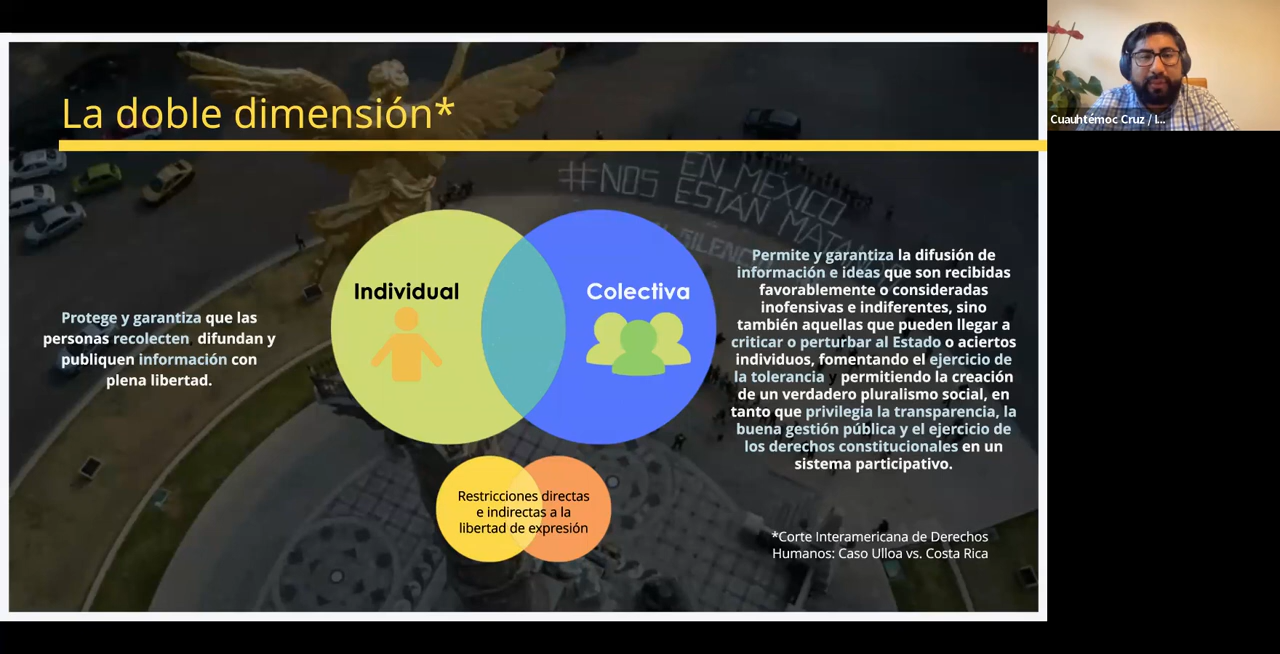 La doble dimensión*
#NOS
EN MÉXICO
ESTÁN MATANDO
SILENCIO
Individual
Colectiva
Protege y garantiza que las
personas recolecten, difundan y
publiquen información con
plena libertad.
Permite y garantiza la difusión de
información e ideas que son recibidas
favorablemente o consideradas
inofensivas e indiferentes, sino
también aquellas que pueden llegar a
criticar o perturbar al Estado o aciertos
individuos, fomentando el ejercicio de
la tolerancia y permitiendo la creación
de un verdadero pluralismo social, en
tanto que privilegia la transparencia, la
buena gestión pública y el ejercicio de
los derechos constitucionales en un
sistema participativo.
Restricciones directas
e indirectas a la
libertad de expresión
*Corte Interamericana de Derechos
Humanos: Caso Ulloa vs. Costa Rica
Cuauhtémoc Cruz / I...